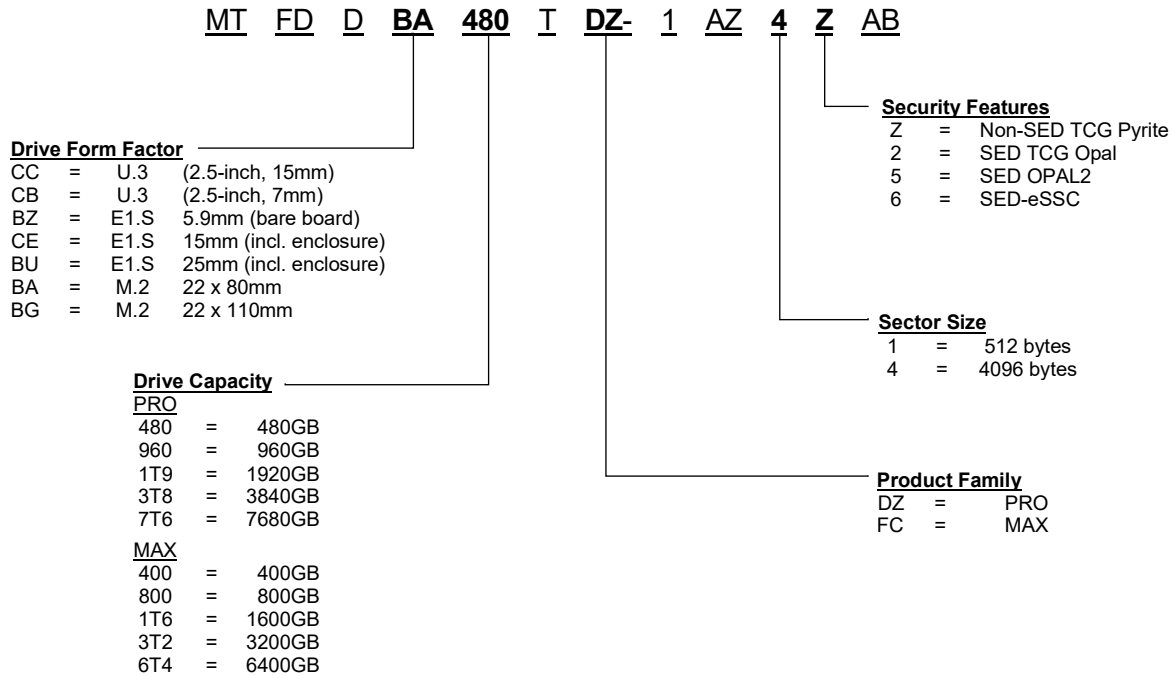 MT FD D BA 480 T DZ- 1 AZ 4 Z AB
Drive Form Factor
CC = U.3 (2.5-inch, 15mm)
CB = U.3 (2.5-inch, 7mm)
BZ = E1.S 5.9mm (bare board)
CE = E1.S 15mm (incl. enclosure)
BU = E1.S 25mm (incl. enclosure)
BA = M.2 22 x 80mm
BG = M.2 22 x 110mm
Drive Capacity
PRO
480 = 480GB
960 = 960GB
1T9 = 1920GB
3T8 = 3840GB
7T6 = 7680GB
MAX
400 = 400GB
800 = 800GB
1T6 = 1600GB
3T2 = 3200GB
6T4 = 6400GB
Security Features
Z = Non-SED TCG Pyrite
2 = SED TCG Opal
5 = SED OPAL2
6 = SED-eSSC
Sector Size
1 = 512 bytes
4 = 4096 bytes
Product Family
DZ = PRO
FC = MAX